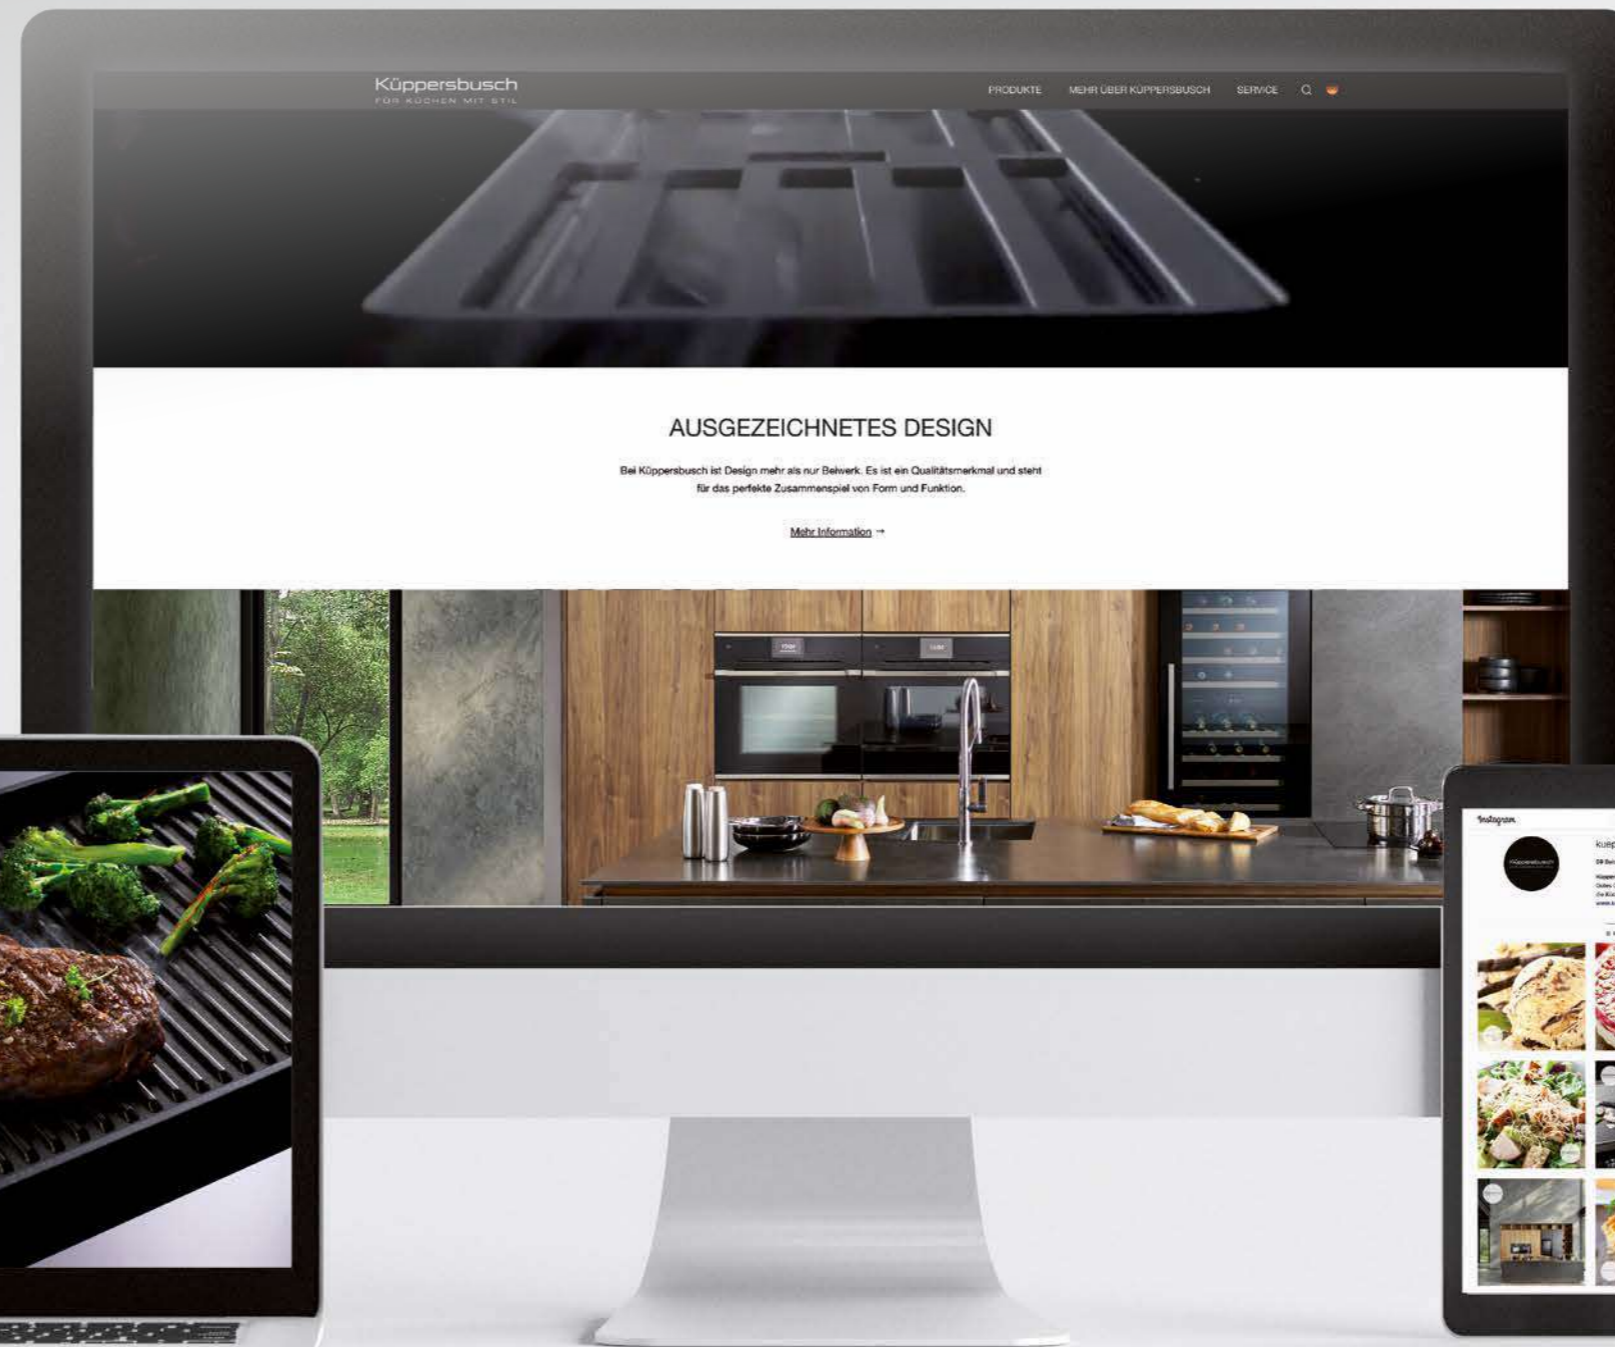 Küppersbusch
FÜR KÜCHEN MIT STIL
PRODUKTE MEHR ÜBER KÜPPERSBUSCH SERVICE
AUSGEZEICHNETES DESIGN
Bei Küppersbusch ist Design mehr als nur Beiwerk. Es ist ein Qualitätsmerkmal und steht
für das perfekte Zusammenspiel von Form und Funktion.
Mehr Information →
Instagram
Küppersbusch